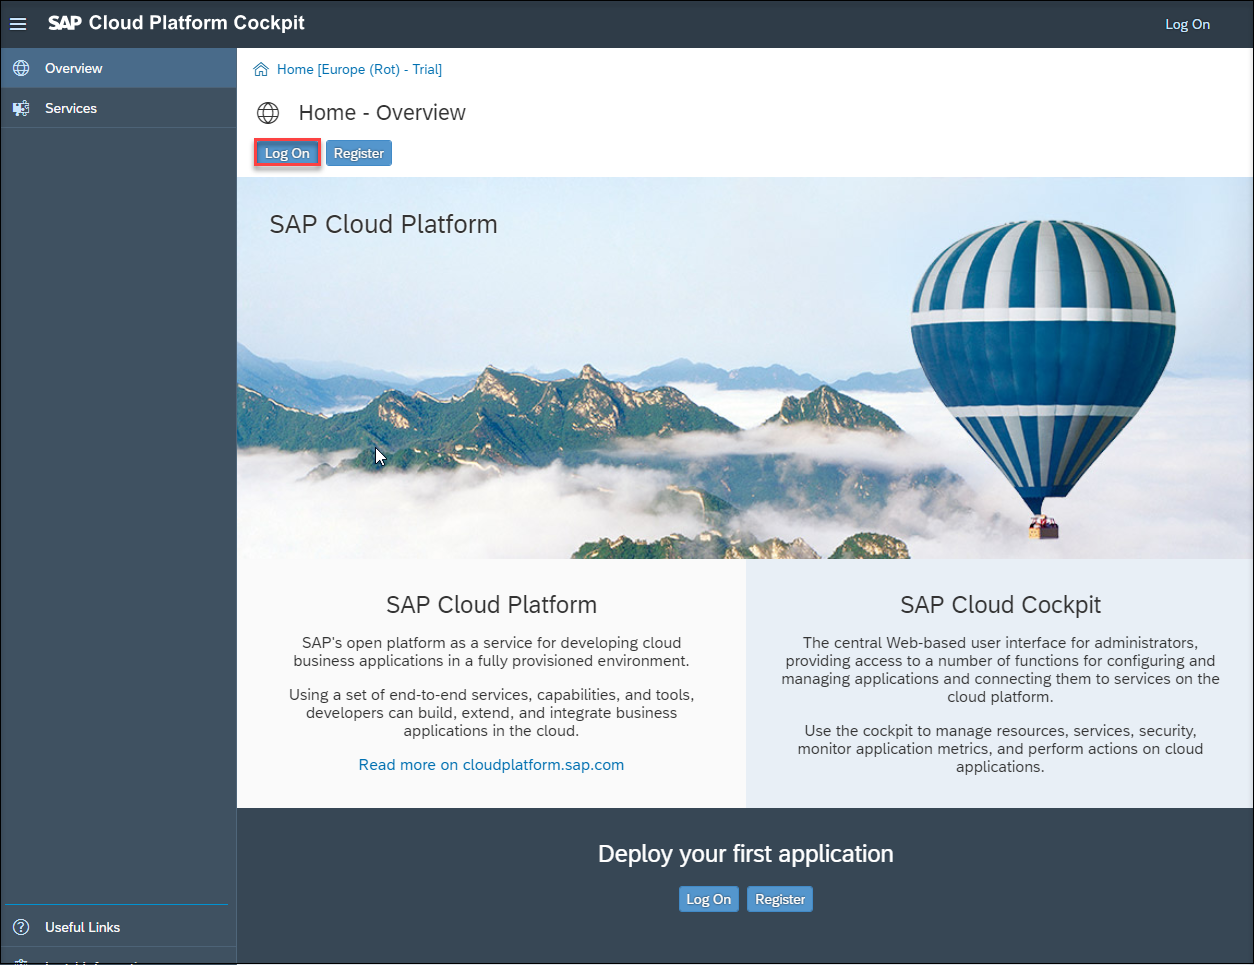 SAP Cloud Platform Cockpit
Log On
Overview
Services
Home [Europe (Rot) - Trial]
Home - Overview
Log On
Register
SAP Cloud Platform
SAP Cloud Platform
SAP's open platform as a service for developing cloud
business applications in a fully provisioned environment.
Using a set of end-to-end services, capabilities, and tools,
developers can build, extend, and integrate business
applications in the cloud.
Read more on cloudplatform.sap.com
SAP Cloud Cockpit
The central Web-based user interface for administrators,
providing access to a number of functions for configuring and
managing applications and connecting them to services on the
cloud platform.
Use the cockpit to manage resources, services, security,
monitor application metrics, and perform actions on cloud
applications.
Deploy your first application
Log On
Register
Useful Links